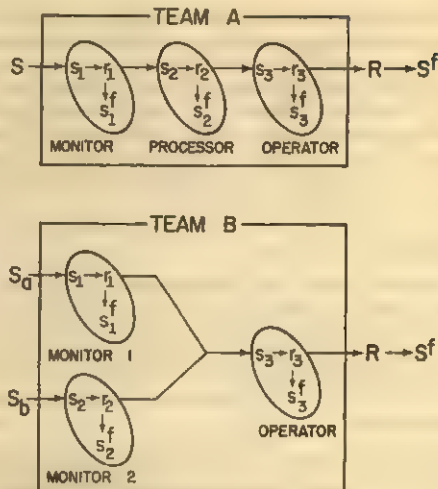 TEAM A
S s₁ → r₁ s₂ → r₂ s₃ → r₃ R → Sᶠ
s₁ᶠ s₂ᶠ s₃ᶠ
MONITOR PROCESSOR OPERATOR
TEAM B
Sₐ s₁ → r₁
s₁ᶠ
MONITOR 1
s₃ → r₃ R → Sᶠ
s₃ᶠ
OPERATOR
S_b s₂ → r₂
s₂ᶠ
MONITOR 2